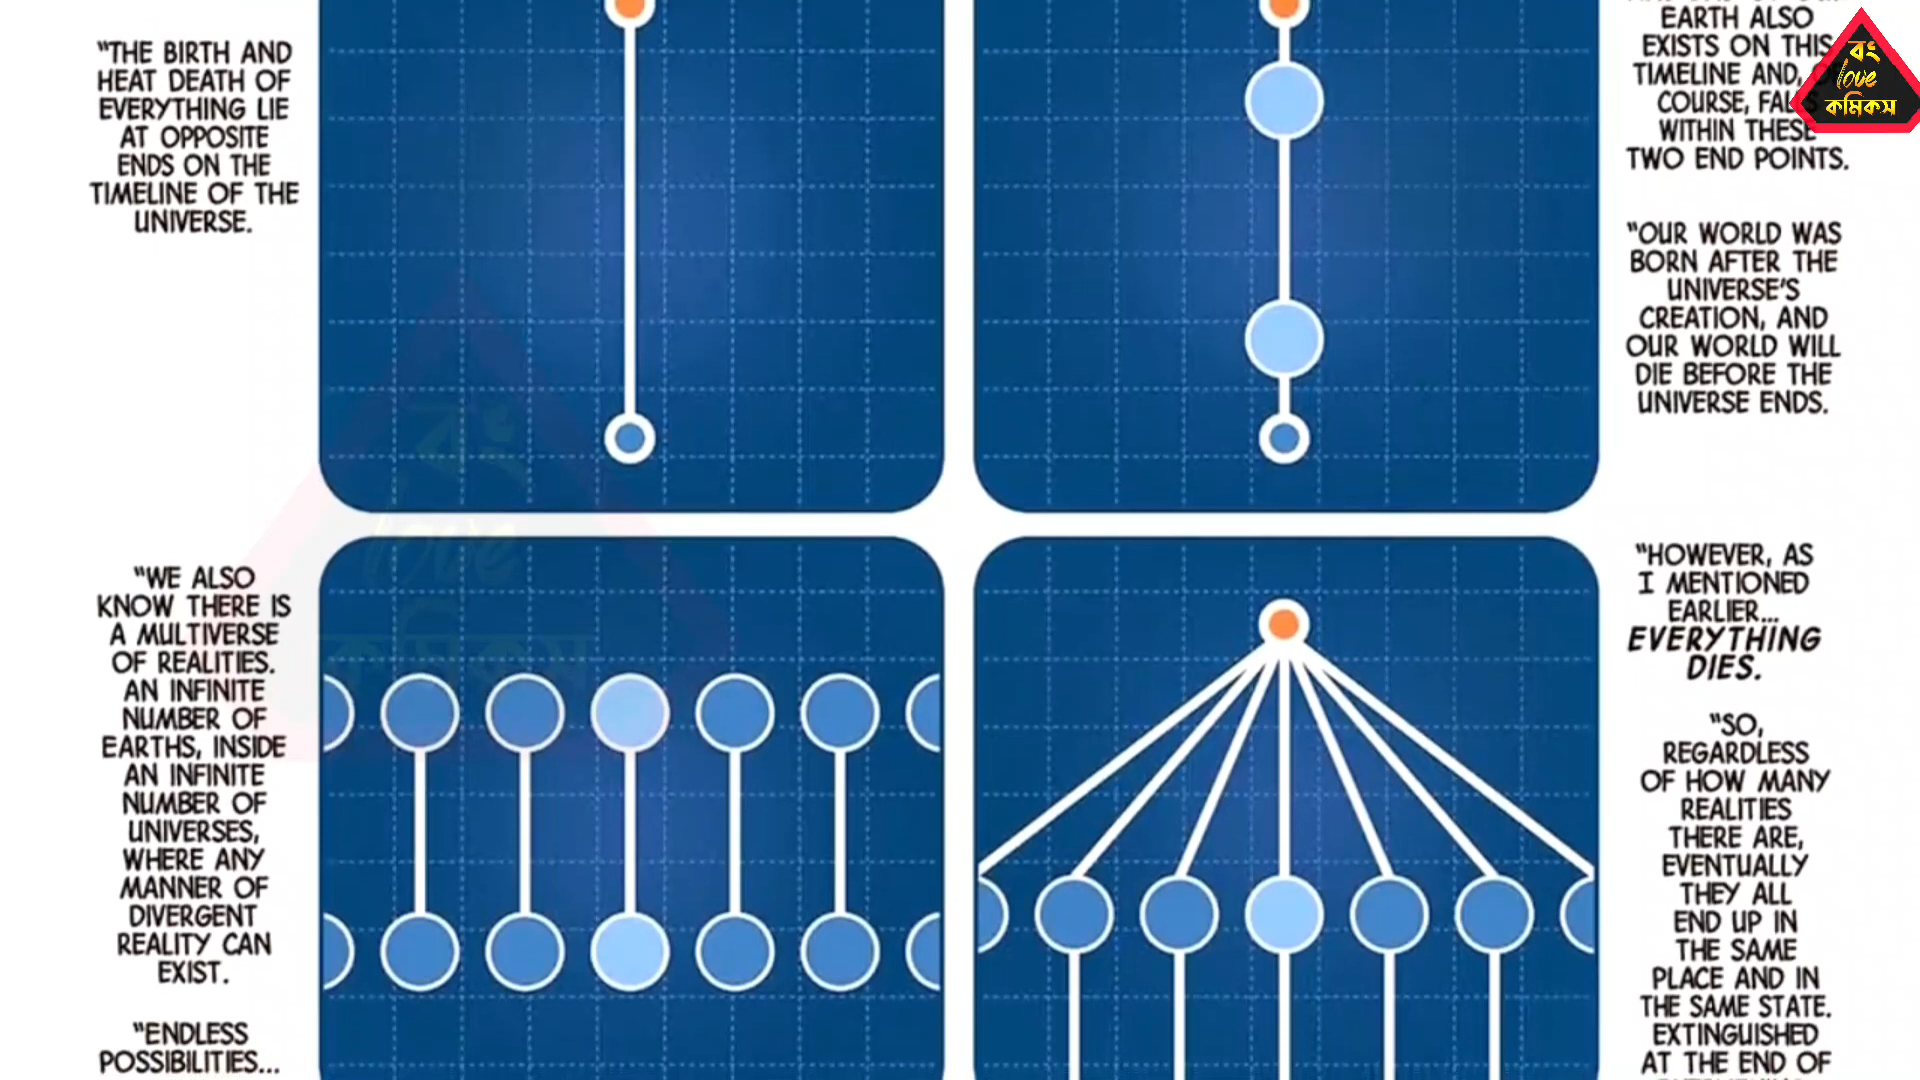 "THE BIRTH AND
HEAT DEATH OF
EVERYTHING LIE
AT OPPOSITE
ENDS ON THE
TIMELINE OF THE
UNIVERSE.
EARTH ALSO
EXISTS ON THIS
TIMELINE AND,
COURSE, FALLS
WITHIN THESE
TWO END POINTS.
"OUR WORLD WAS
BORN AFTER THE
UNIVERSE'S
CREATION, AND
OUR WORLD WILL
DIE BEFORE THE
UNIVERSE ENDS.
বং
love
কমিকস
"WE ALSO
KNOW THERE IS
A MULTIVERSE
OF REALITIES.
AN INFINITE
NUMBER OF
EARTHS, INSIDE
AN INFINITE
NUMBER OF
UNIVERSES,
WHERE ANY
MANNER OF
DIVERGENT
REALITY CAN
EXIST.
"ENDLESS
POSSIBILITIES...
"HOWEVER, AS
I MENTIONED
EARLIER...
EVERYTHING
DIES.
"SO,
REGARDLESS
OF HOW MANY
REALITIES
THERE ARE,
EVENTUALLY
THEY ALL
END UP IN
THE SAME
PLACE AND IN
THE SAME STATE.
EXTINGUISHED
AT THE END OF
বং
love
কমিকস